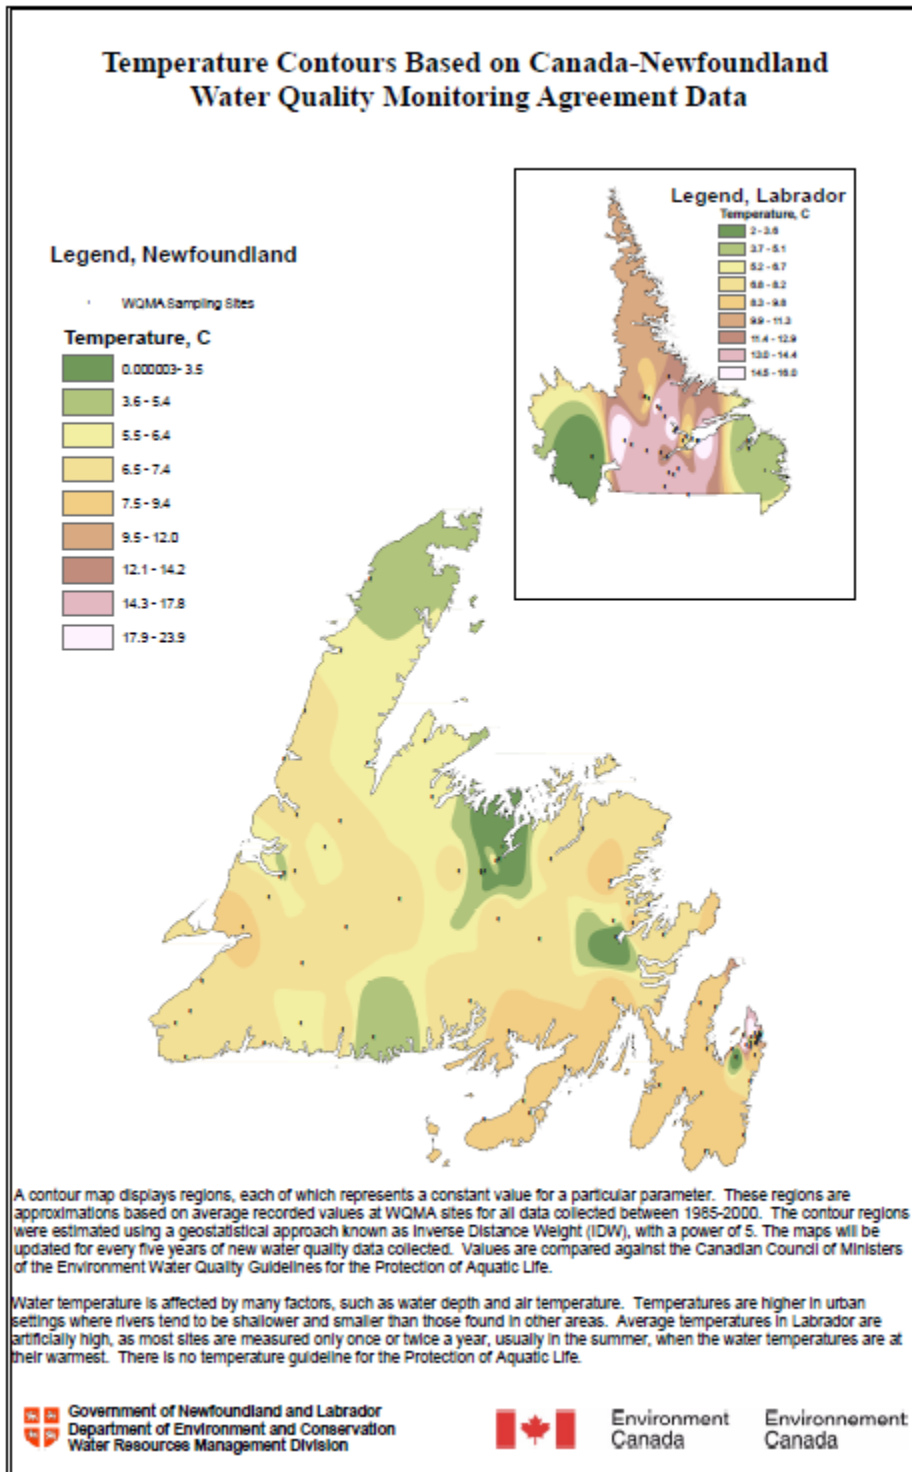 Temperature Contours Based on Canada-Newfoundland
Water Quality Monitoring Agreement Data
Legend, Labrador
Temperature, C
2 - 3.6
3.7 - 5.1
5.2 - 6.7
6.8 - 8.2
8.3 - 9.8
9.9 - 11.3
11.4 - 12.9
13.0 - 14.4
14.5 - 16.0
Legend, Newfoundland
WQMA Sampling Sites
Temperature, C
0.000003- 3.5
3.6 - 5.4
5.5 - 6.4
6.5 - 7.4
7.5 - 9.4
9.5 - 12.0
12.1 - 14.2
14.3 - 17.8
17.9 - 23.9
A contour map displays regions, each of which represents a constant value for a particular parameter. These regions are
approximations based on average recorded values at WQMA sites for all data collected between 1985-2000. The contour regions
were estimated using a geostatistical approach known as Inverse Distance Weight (IDW), with a power of 5. The maps will be
updated for every five years of new water quality data collected. Values are compared against the Canadian Council of Ministers
of the Environment Water Quality Guidelines for the Protection of Aquatic Life.
Water temperature is affected by many factors, such as water depth and air temperature. Temperatures are higher in urban
settings where rivers tend to be shallower and smaller than those found in other areas. Average temperatures in Labrador are
artificially high, as most sites are measured only once or twice a year, usually in the summer, when the water temperatures are at
their warmest. There is no temperature guideline for the Protection of Aquatic Life.
Government of Newfoundland and Labrador
Department of Environment and Conservation
Water Resources Management Division
Environment
Canada
Environnement
Canada